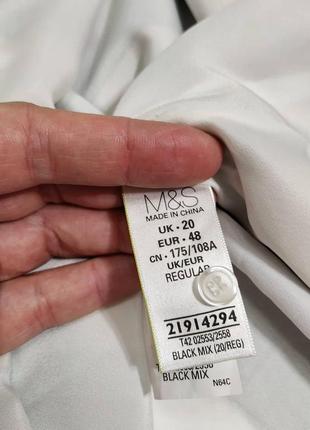 M&S
MADE IN CHINA
UK • 20
EUR • 48
CN • 175/108A
UK/EUR
REGULAR
21914294
T42 02553/2558
BLACK MIX (20/REG)
BLACK MIX
N64C